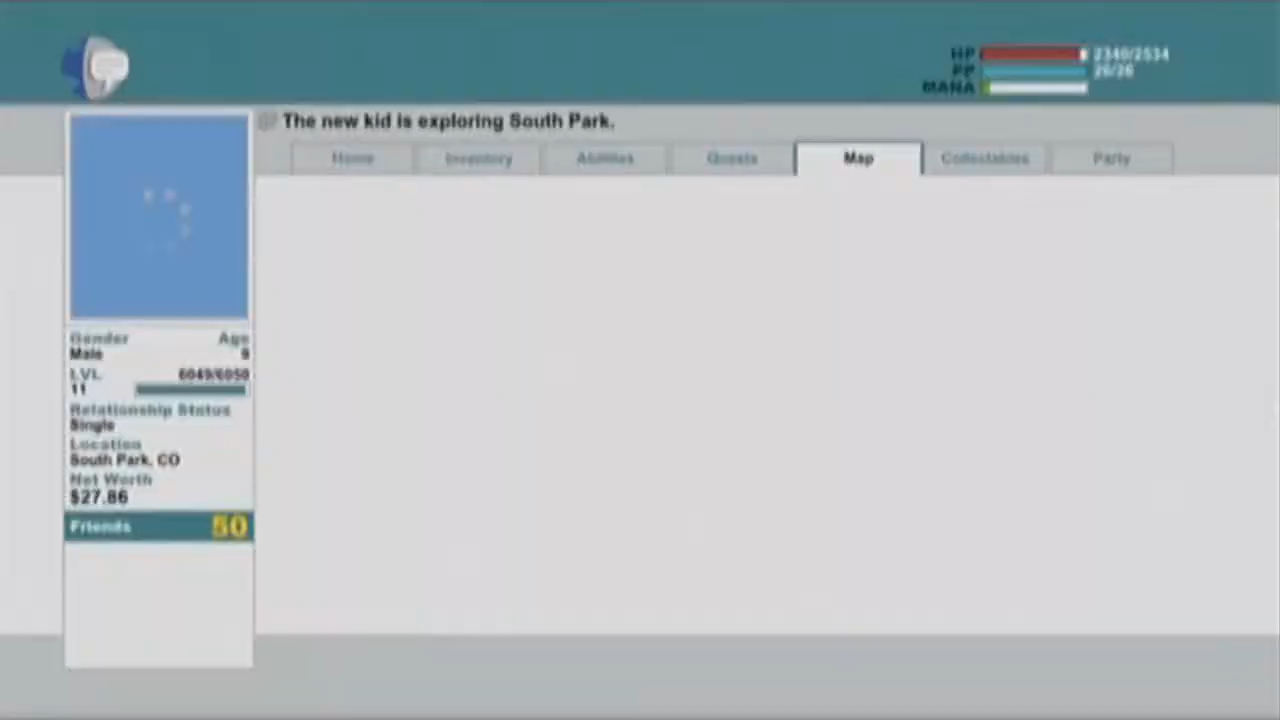 HP 2340/2534
PP 26/26
MANA
The new kid is exploring South Park.
Home Inventory Abilities Quests Map Collectables Party
Gender Age
Male 9
LVL 6049/6050
11
Relationship Status
Single
Location
South Park, CO
Net Worth
$27.86
Friends 50